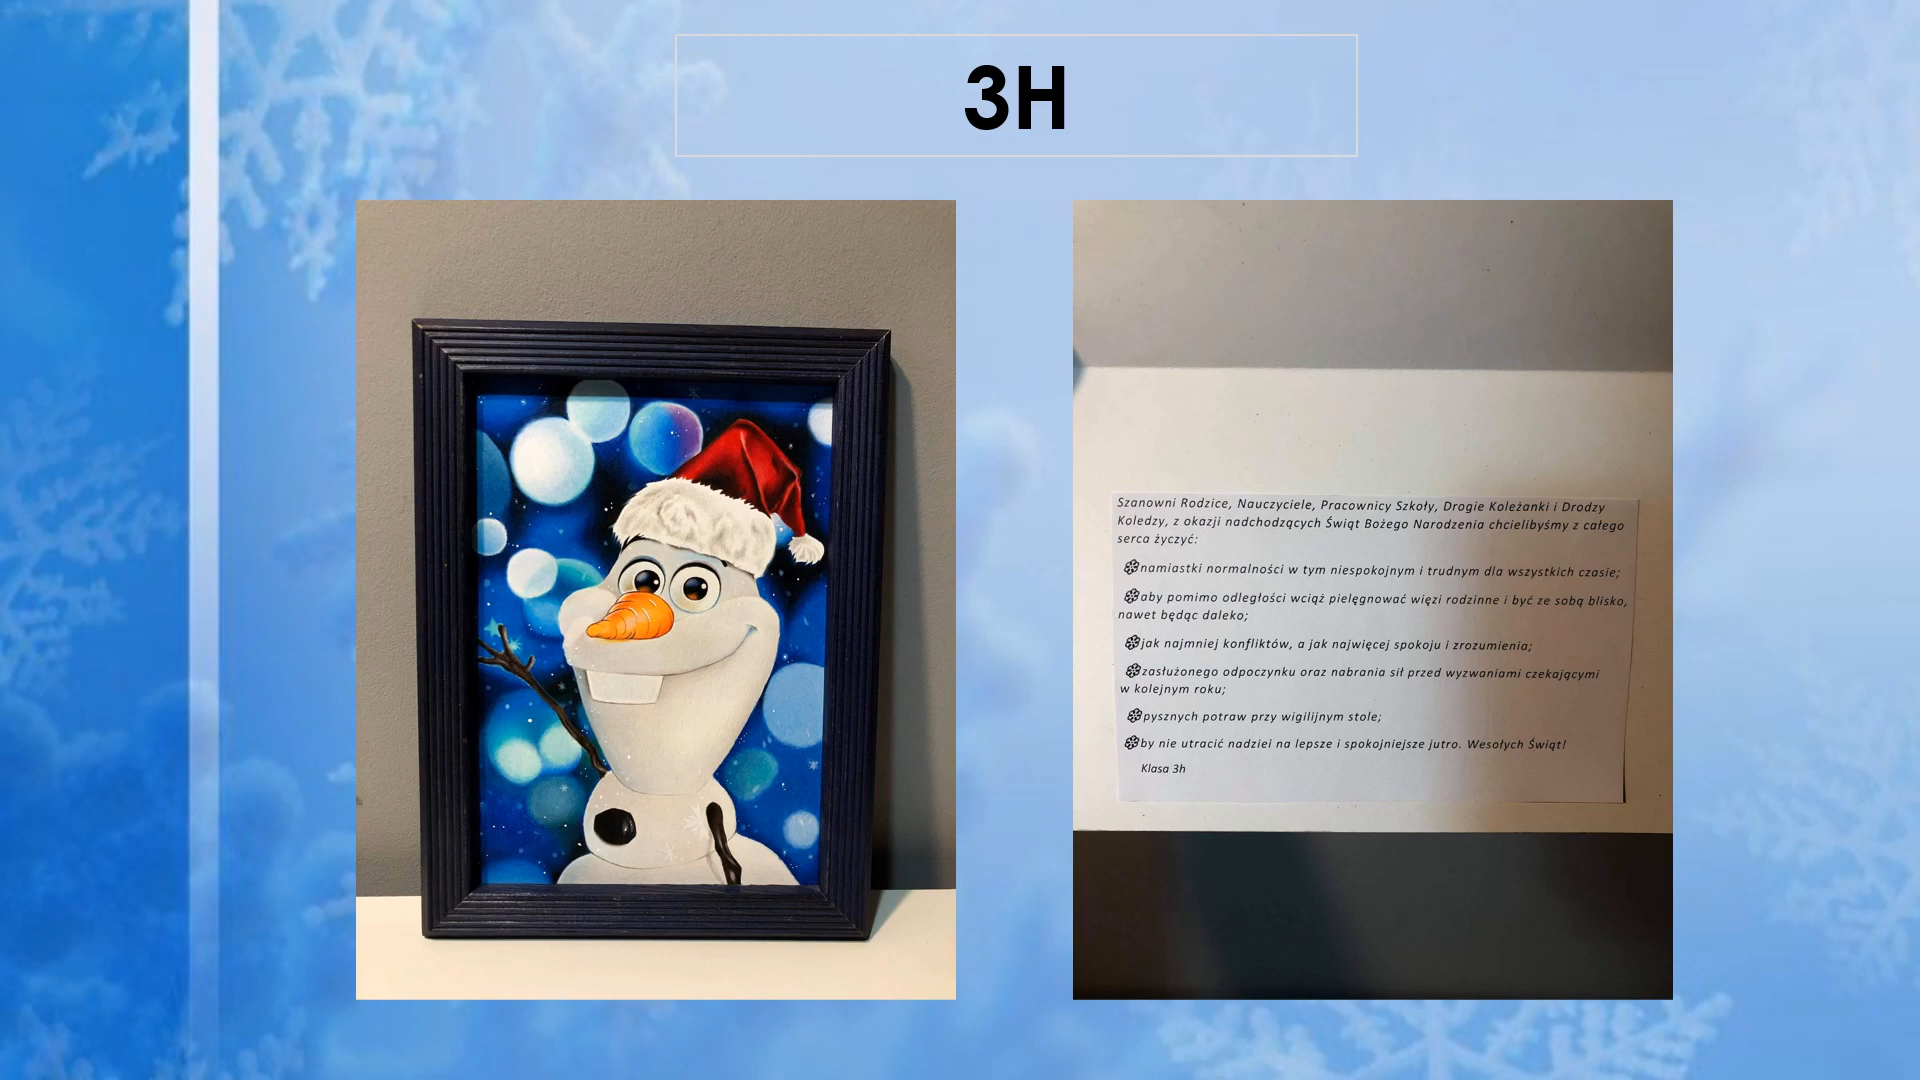 3H
Szanowni Rodzice, Nauczyciele, Pracownicy Szkoły, Drogie Koleżanki i Drodzy
Koledzy, z okazji nadchodzących Świąt Bożego Narodzenia chcielibyśmy z całego
serca życzyć:
namiastki normalności w tym niespokojnym i trudnym dla wszystkich czasie;
aby pomimo odległości wciąż pielęgnować więzi rodzinne i być ze sobą blisko,
nawet będąc daleko;
jak najmniej konfliktów, a jak najwięcej spokoju i zrozumienia;
zasłużonego odpoczynku oraz nabrania sił przed wyzwaniami czekającymi
w kolejnym roku;
pysznych potraw przy wigilijnym stole;
by nie utracić nadziei na lepsze i spokojniejsze jutro. Wesołych Świąt!
Klasa 3h